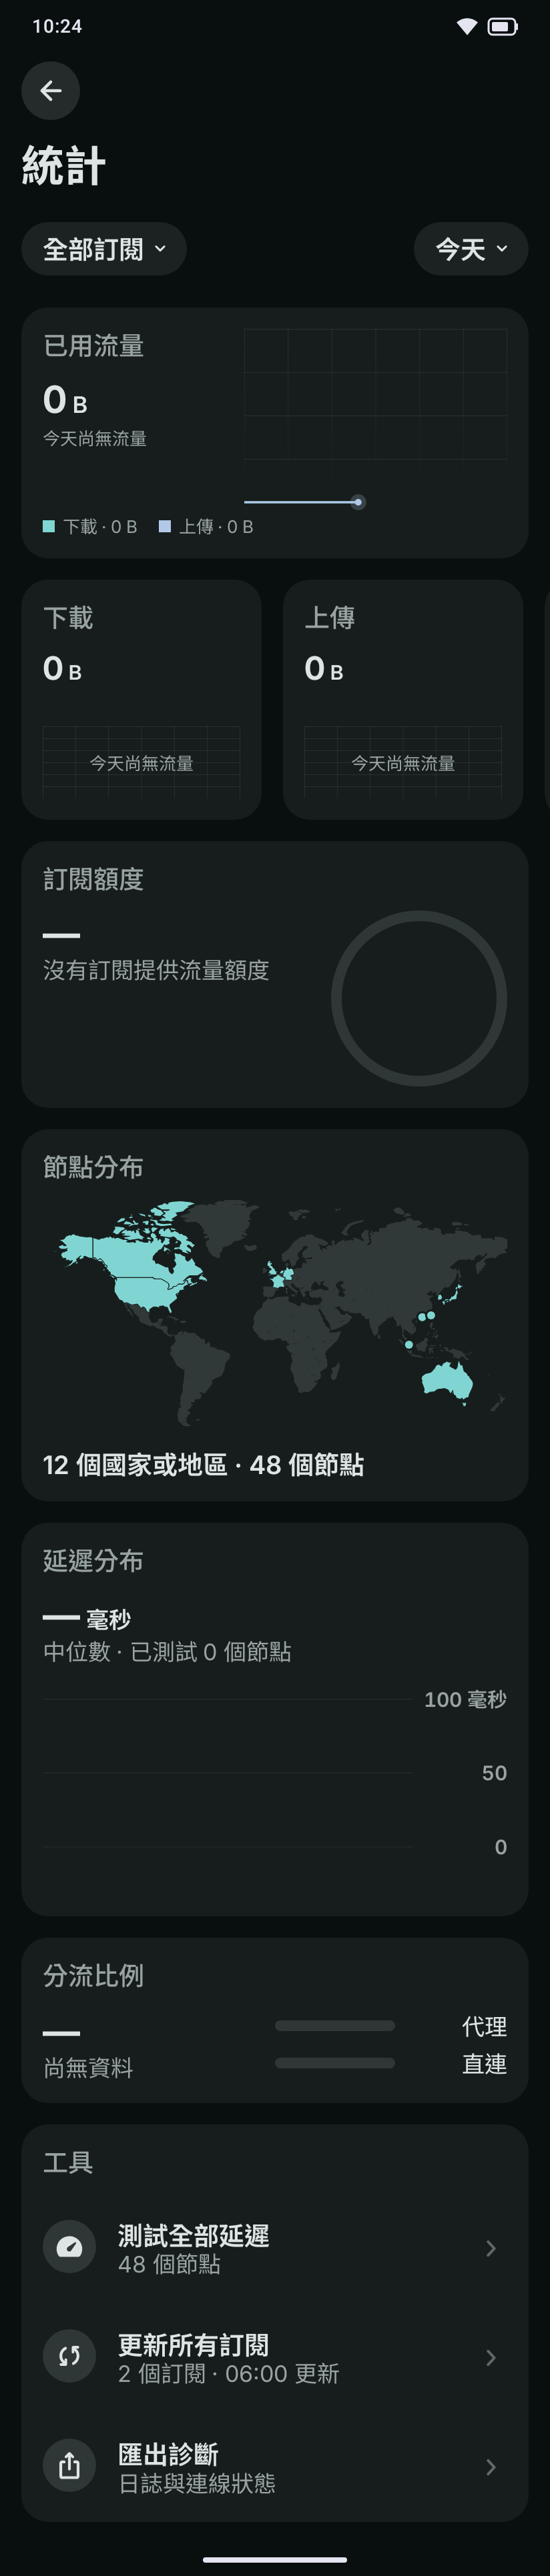 10:24
統計
全部訂閱
今天
已用流量
0 B
今天尚無流量
下載 · 0 B
上傳 · 0 B
下載
0 B
今天尚無流量
上傳
0 B
今天尚無流量
訂閱額度
—
沒有訂閱提供流量額度
節點分布
12 個國家或地區 · 48 個節點
延遲分布
— 毫秒
中位數 · 已測試 0 個節點
100 毫秒
50
0
分流比例
—
尚無資料
代理
直連
工具
測試全部延遲
48 個節點
更新所有訂閱
2 個訂閱 · 06:00 更新
匯出診斷
日誌與連線狀態